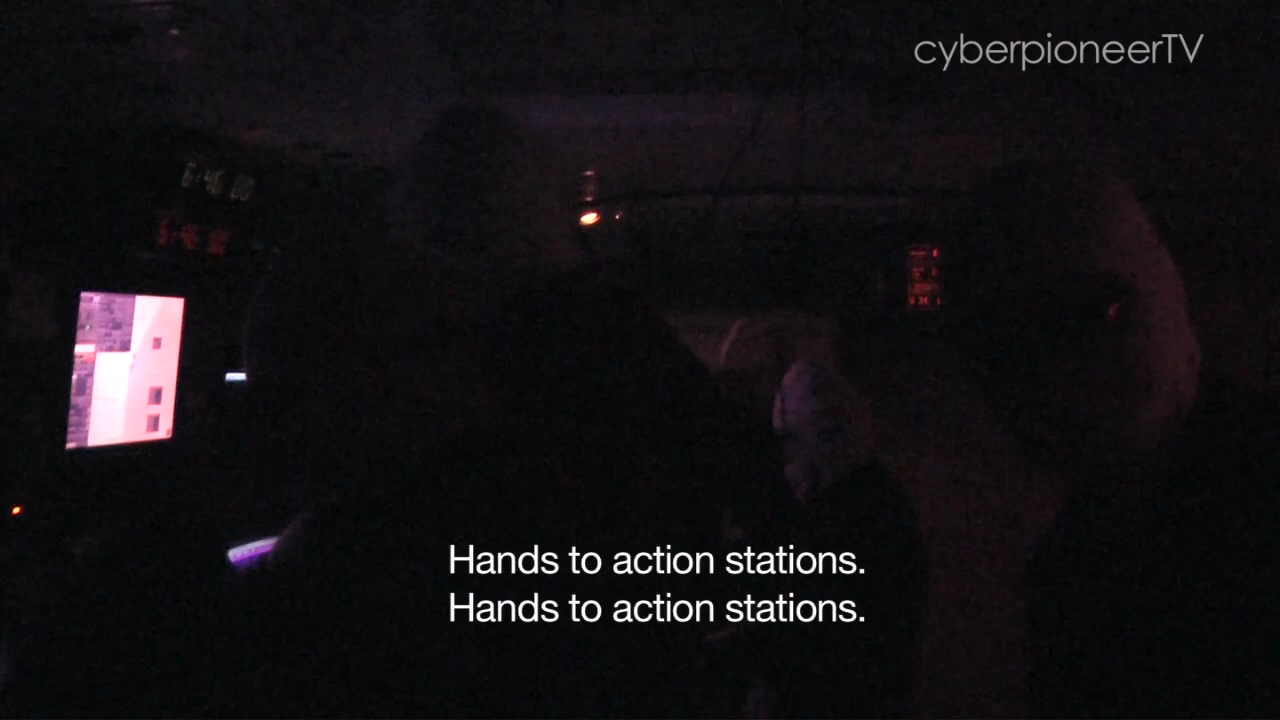 cyberpioneerTV
Hands to action stations.
Hands to action stations.